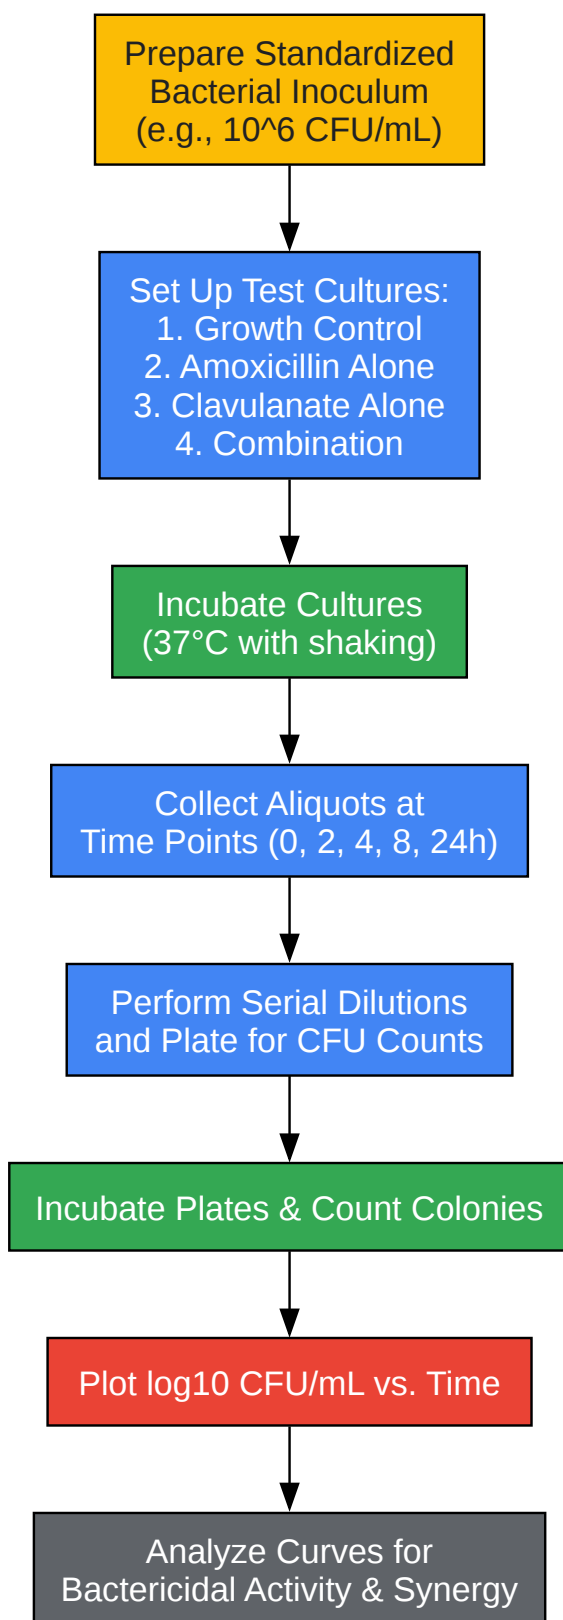 Prepare Standardized
Bacterial Inoculum
(e.g., 10^6 CFU/mL)
Set Up Test Cultures:
1. Growth Control
2. Amoxicillin Alone
3. Clavulanate Alone
4. Combination
Incubate Cultures
(37°C with shaking)
Collect Aliquots at
Time Points (0, 2, 4, 8, 24h)
Perform Serial Dilutions
and Plate for CFU Counts
Incubate Plates & Count Colonies
Plot log10 CFU/mL vs. Time
Analyze Curves for
Bactericidal Activity & Synergy